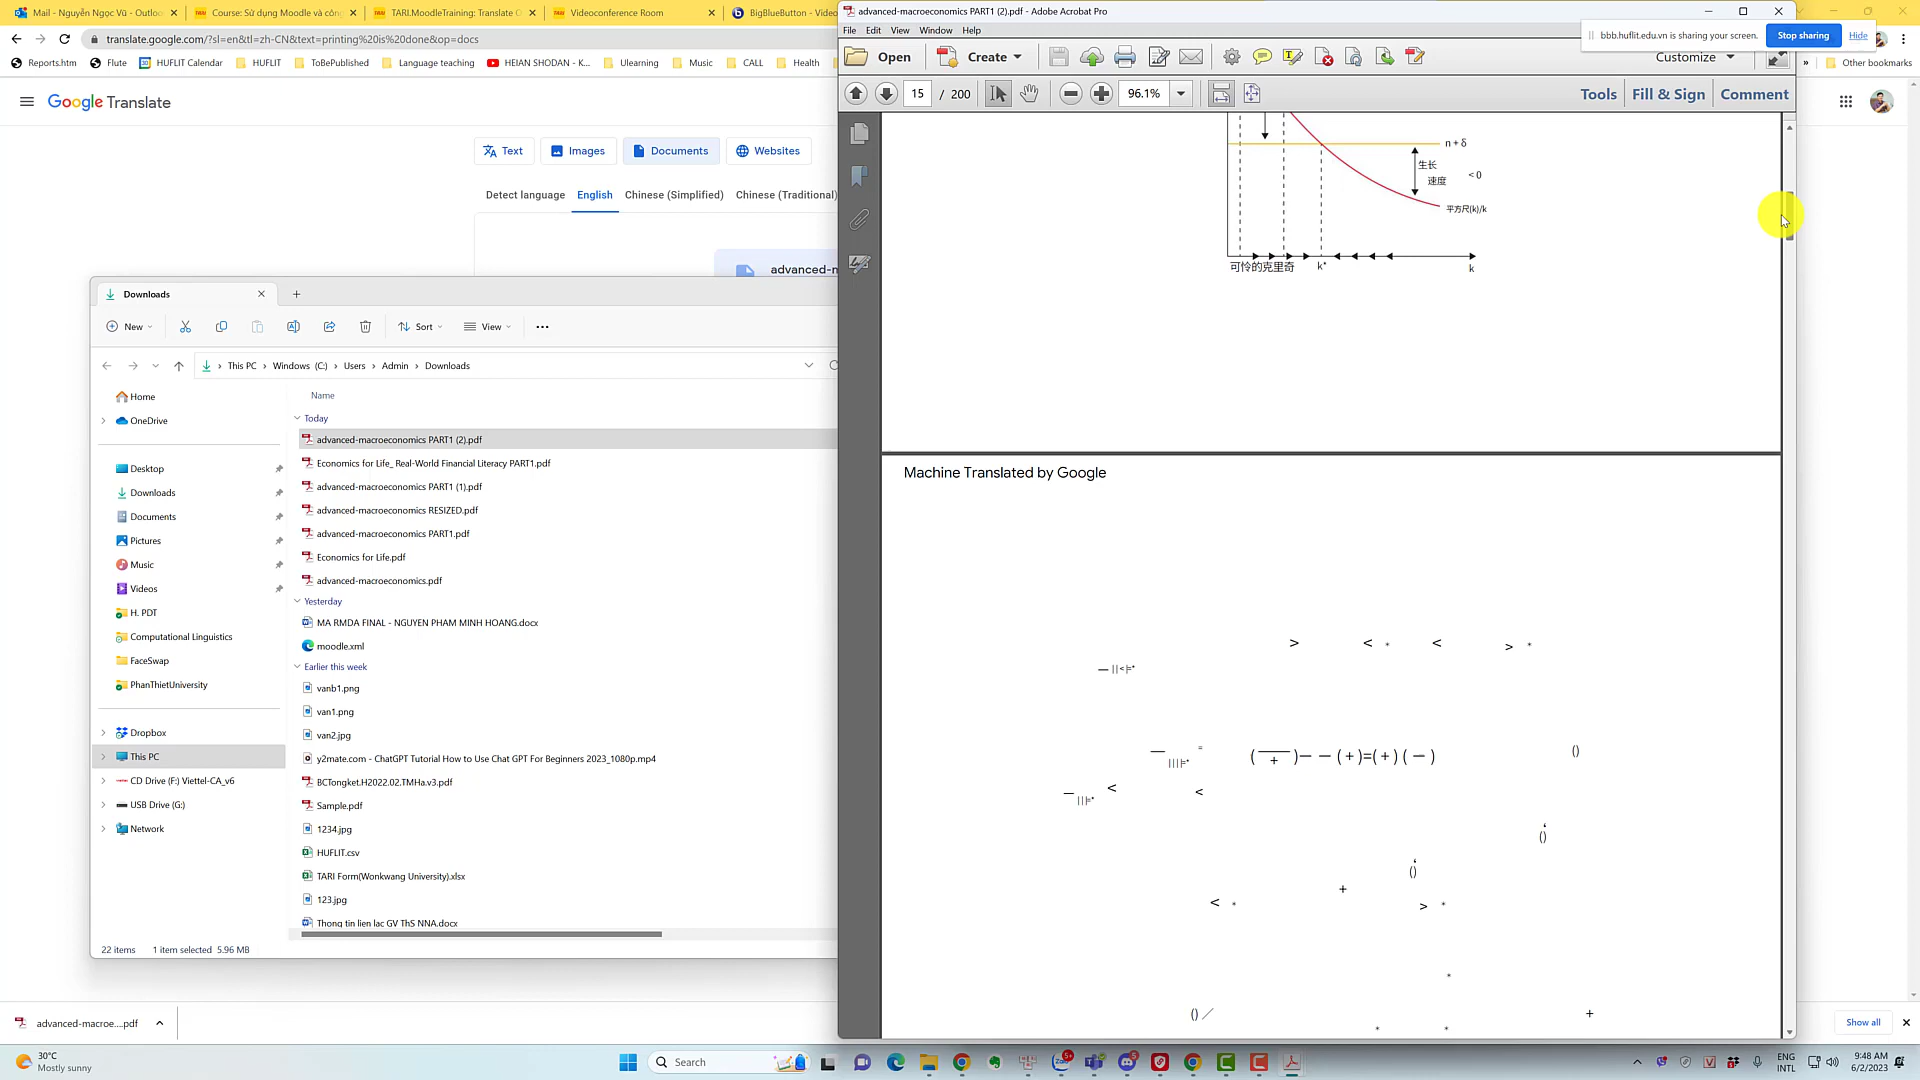 Mail - Nguyễn Ngọc Vũ - Outloo
Course: Sử dụng Moodle và côn
TARI.MoodleTraining: Translate C
Videoconference Room
BigBlueButton - Video
translate.google.com/?sl=en&tl=zh-CN&text=printing%20is%20done&op=docs
Reports.htm
Flute
HUFLIT Calendar
HUFLIT
ToBePublished
Language teaching
HEIAN SHODAN - K...
Ulearning
Music
CALL
Health
» Other bookmarks
Google Translate
Text
Images
Documents
Websites
Detect language
English
Chinese (Simplified)
Chinese (Traditional)
advanced-m
Downloads
New
Sort
View
This PC > Windows (C:) > Users > Admin > Downloads
Home
OneDrive
Desktop
Downloads
Documents
Pictures
Music
Videos
H. PDT
Computational Linguistics
FaceSwap
PhanThietUniversity
Dropbox
This PC
CD Drive (F:) Viettel-CA_v6
USB Drive (G:)
Network
Name
Today
advanced-macroeconomics PART1 (2).pdf
Economics for Life_ Real-World Financial Literacy PART1.pdf
advanced-macroeconomics PART1 (1).pdf
advanced-macroeconomics RESIZED.pdf
advanced-macroeconomics PART1.pdf
Economics for Life.pdf
advanced-macroeconomics.pdf
Yesterday
MA RMDA FINAL - NGUYEN PHAM MINH HOANG.docx
moodle.xml
Earlier this week
vanb1.png
van1.png
van2.jpg
y2mate.com - ChatGPT Tutorial How to Use Chat GPT For Beginners 2023_1080p.mp4
BCTongket.H2022.02.TMHa.v3.pdf
Sample.pdf
1234.jpg
HUFLIT.csv
TARI Form(Wonkwang University).xlsx
123.jpg
Thong tin lien lac GV ThS NNA.docx
22 items
1 item selected 5.96 MB
advanced-macroeconomics PART1 (2).pdf - Adobe Acrobat Pro
File Edit View Window Help
bbb.huflit.edu.vn is sharing your screen.
Stop sharing
Hide
Open
Create
Customize
15 / 200
96.1%
Tools
Fill & Sign
Comment
n + δ
生长
速度
< 0
平方尺(k)/k
可怜的克里奇
k*
k
Machine Translated by Google
> < * < > *
— ||<|=*
— ||||=* = ( + )— — ( + )=( + ) ( — ) ()
— ||=* < <
‘
()
‘
()
+
< * > *
*
() ／ +
* *
advanced-macroe....pdf
Show all
30°C
Mostly sunny
Search
5+
5
ENG
INTL
9:48 AM
6/2/2023